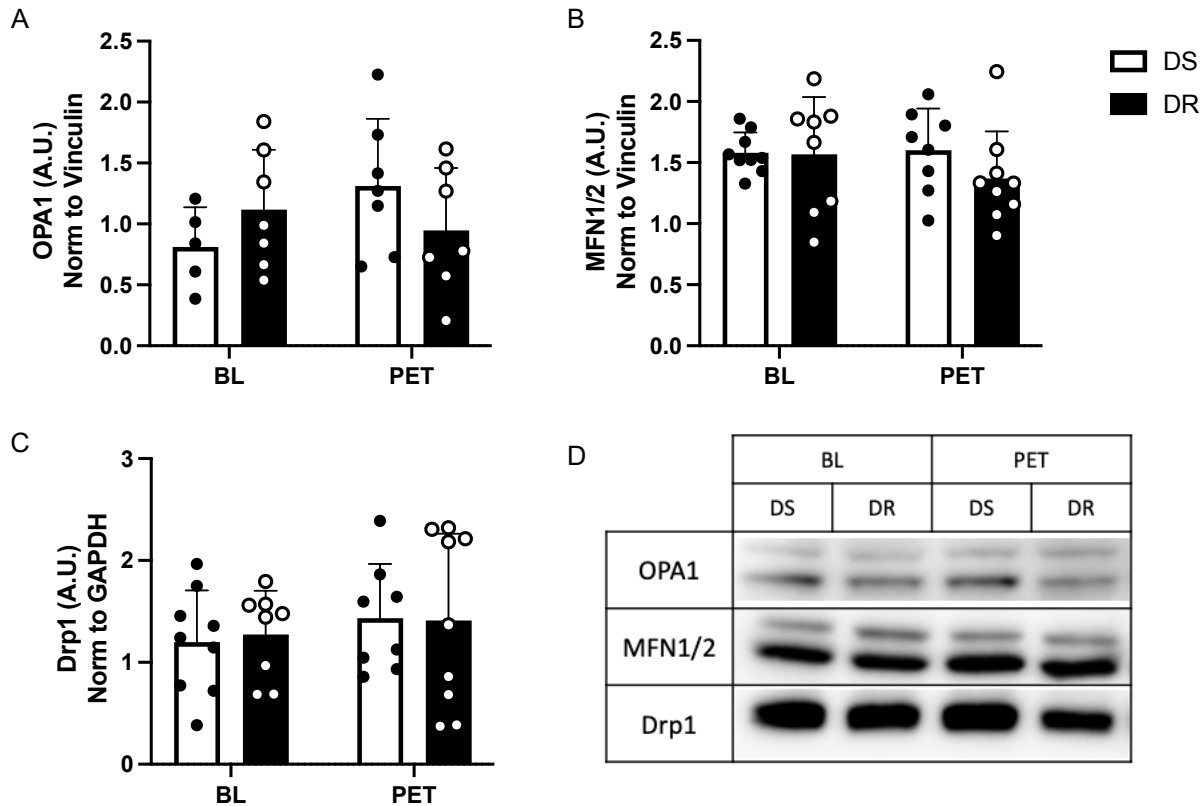 A
OPA1 (A.U.)
Norm to Vinculin
2.5
2.0
1.5
1.0
0.5
0.0
BL
PET
B
MFN1/2 (A.U.)
Norm to Vinculin
2.5
2.0
1.5
1.0
0.5
0.0
BL
PET
DS
DR
C
Drp1 (A.U.)
Norm to GAPDH
3
2
1
0
BL
PET
D
BL PET
DS DR DS DR
OPA1
MFN1/2
Drp1